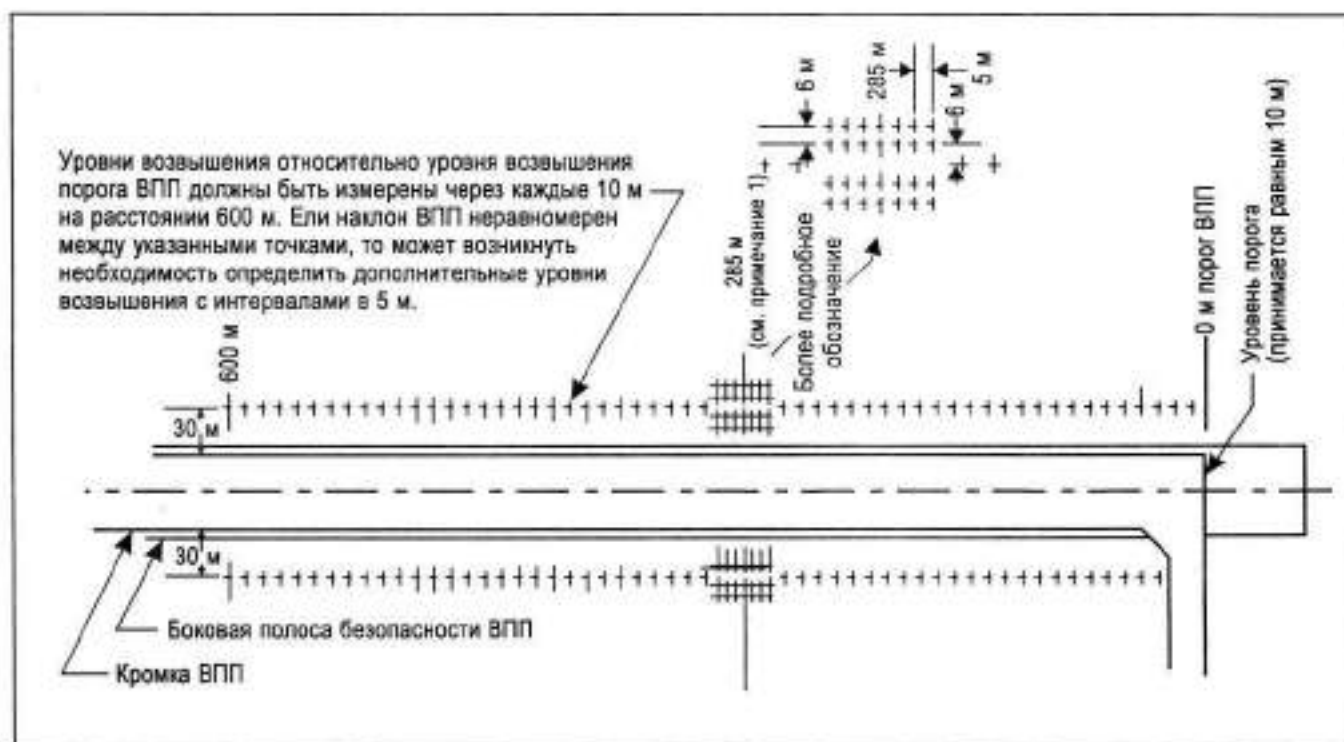 285 м
6 м
5 м
6 м
Уровни возвышения относительно уровня возвышения
порога ВПП должны быть измерены через каждые 10 м
на расстоянии 600 м. Ели наклон ВПП неравномерен
между указанными точками, то может возникнуть
необходимость определить дополнительные уровни
возвышения с интервалами в 5 м.
285 м
(см. примечание 1)
Более подробное
обозначение
0 м порог ВПП
Уровень порога
(принимается равным 10 м)
600 м
30 м
30 м
Боковая полоса безопасности ВПП
Кромка ВПП